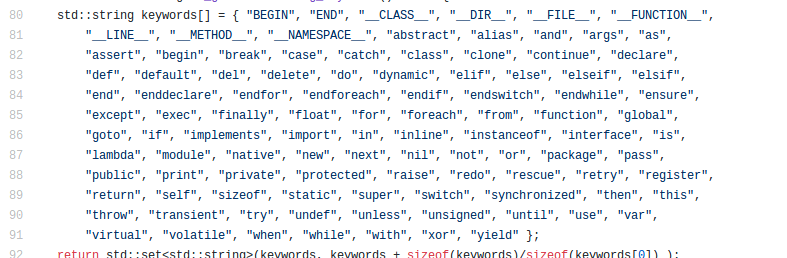 80 std::string keywords[] = { "BEGIN", "END", "__CLASS__", "__DIR__", "__FILE__", "__FUNCTION__",
81 "__LINE__", "__METHOD__", "__NAMESPACE__", "abstract", "alias", "and", "args", "as",
82 "assert", "begin", "break", "case", "catch", "class", "clone", "continue", "declare",
83 "def", "default", "del", "delete", "do", "dynamic", "elif", "else", "elseif", "elsif",
84 "end", "enddeclare", "endfor", "endforeach", "endif", "endswitch", "endwhile", "ensure",
85 "except", "exec", "finally", "float", "for", "foreach", "from", "function", "global",
86 "goto", "if", "implements", "import", "in", "inline", "instanceof", "interface", "is",
87 "lambda", "module", "native", "new", "next", "nil", "not", "or", "package", "pass",
88 "public", "print", "private", "protected", "raise", "redo", "rescue", "retry", "register",
89 "return", "self", "sizeof", "static", "super", "switch", "synchronized", "then", "this",
90 "throw", "transient", "try", "undef", "unless", "unsigned", "until", "use", "var",
91 "virtual", "volatile", "when", "while", "with", "xor", "yield" };
92 return std::set<std::string>(keywords, keywords + sizeof(keywords)/sizeof(keywords[0]) );